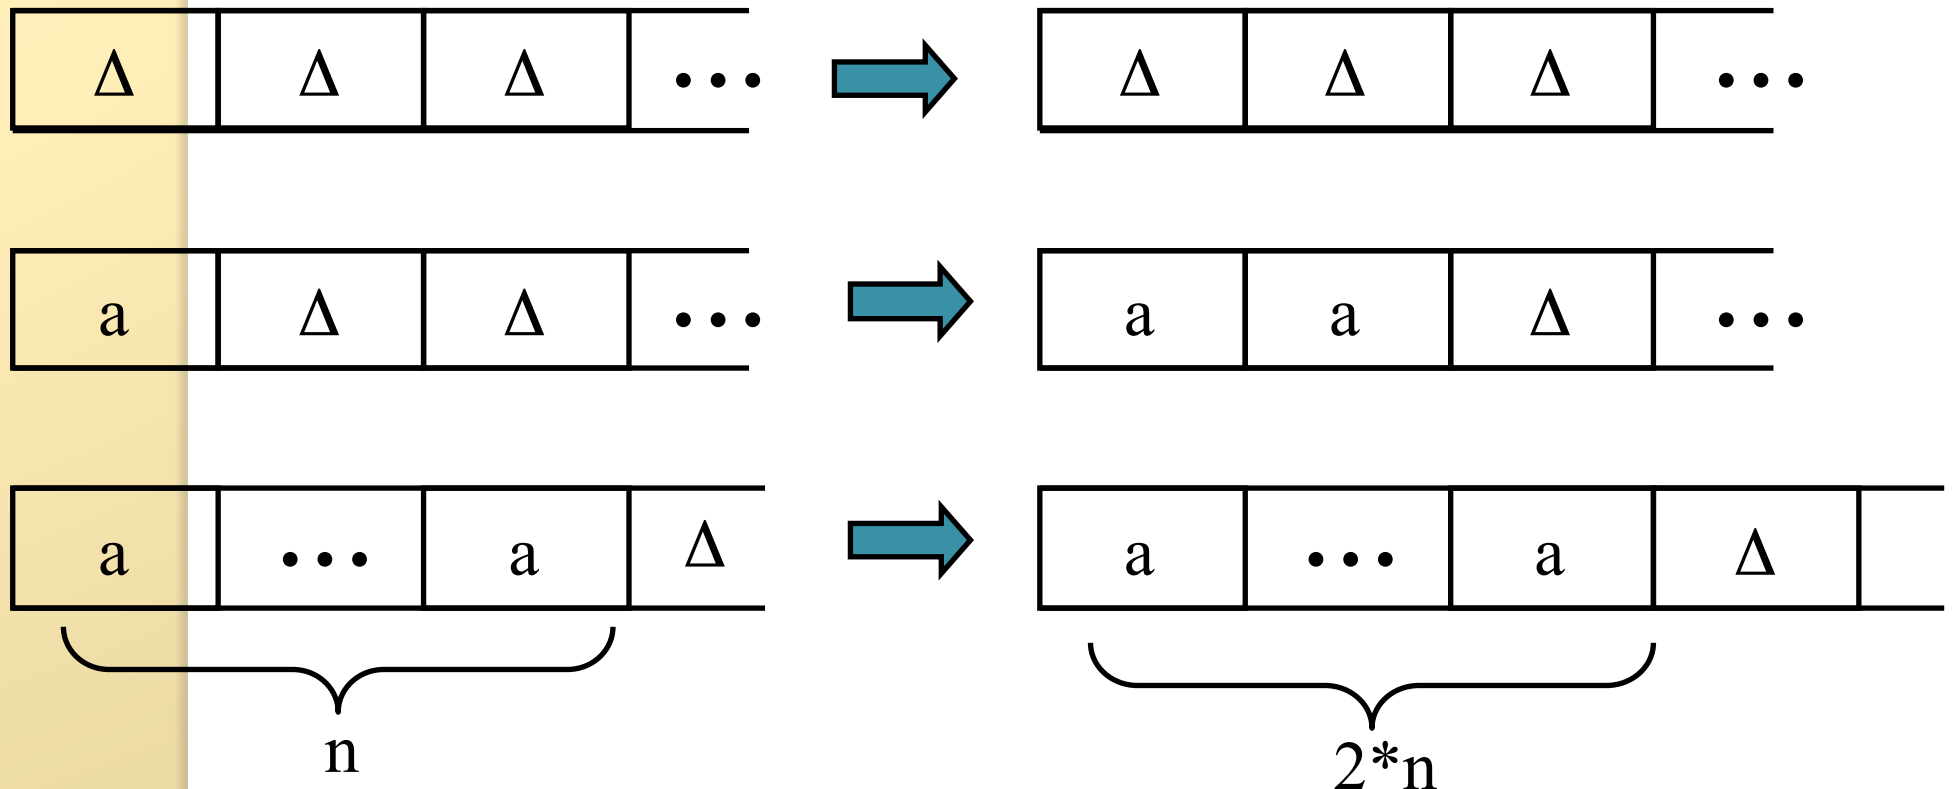 Δ Δ Δ ••• Δ Δ Δ •••
a Δ Δ ••• a a Δ •••
a ••• a Δ a ••• a Δ
n 2*n